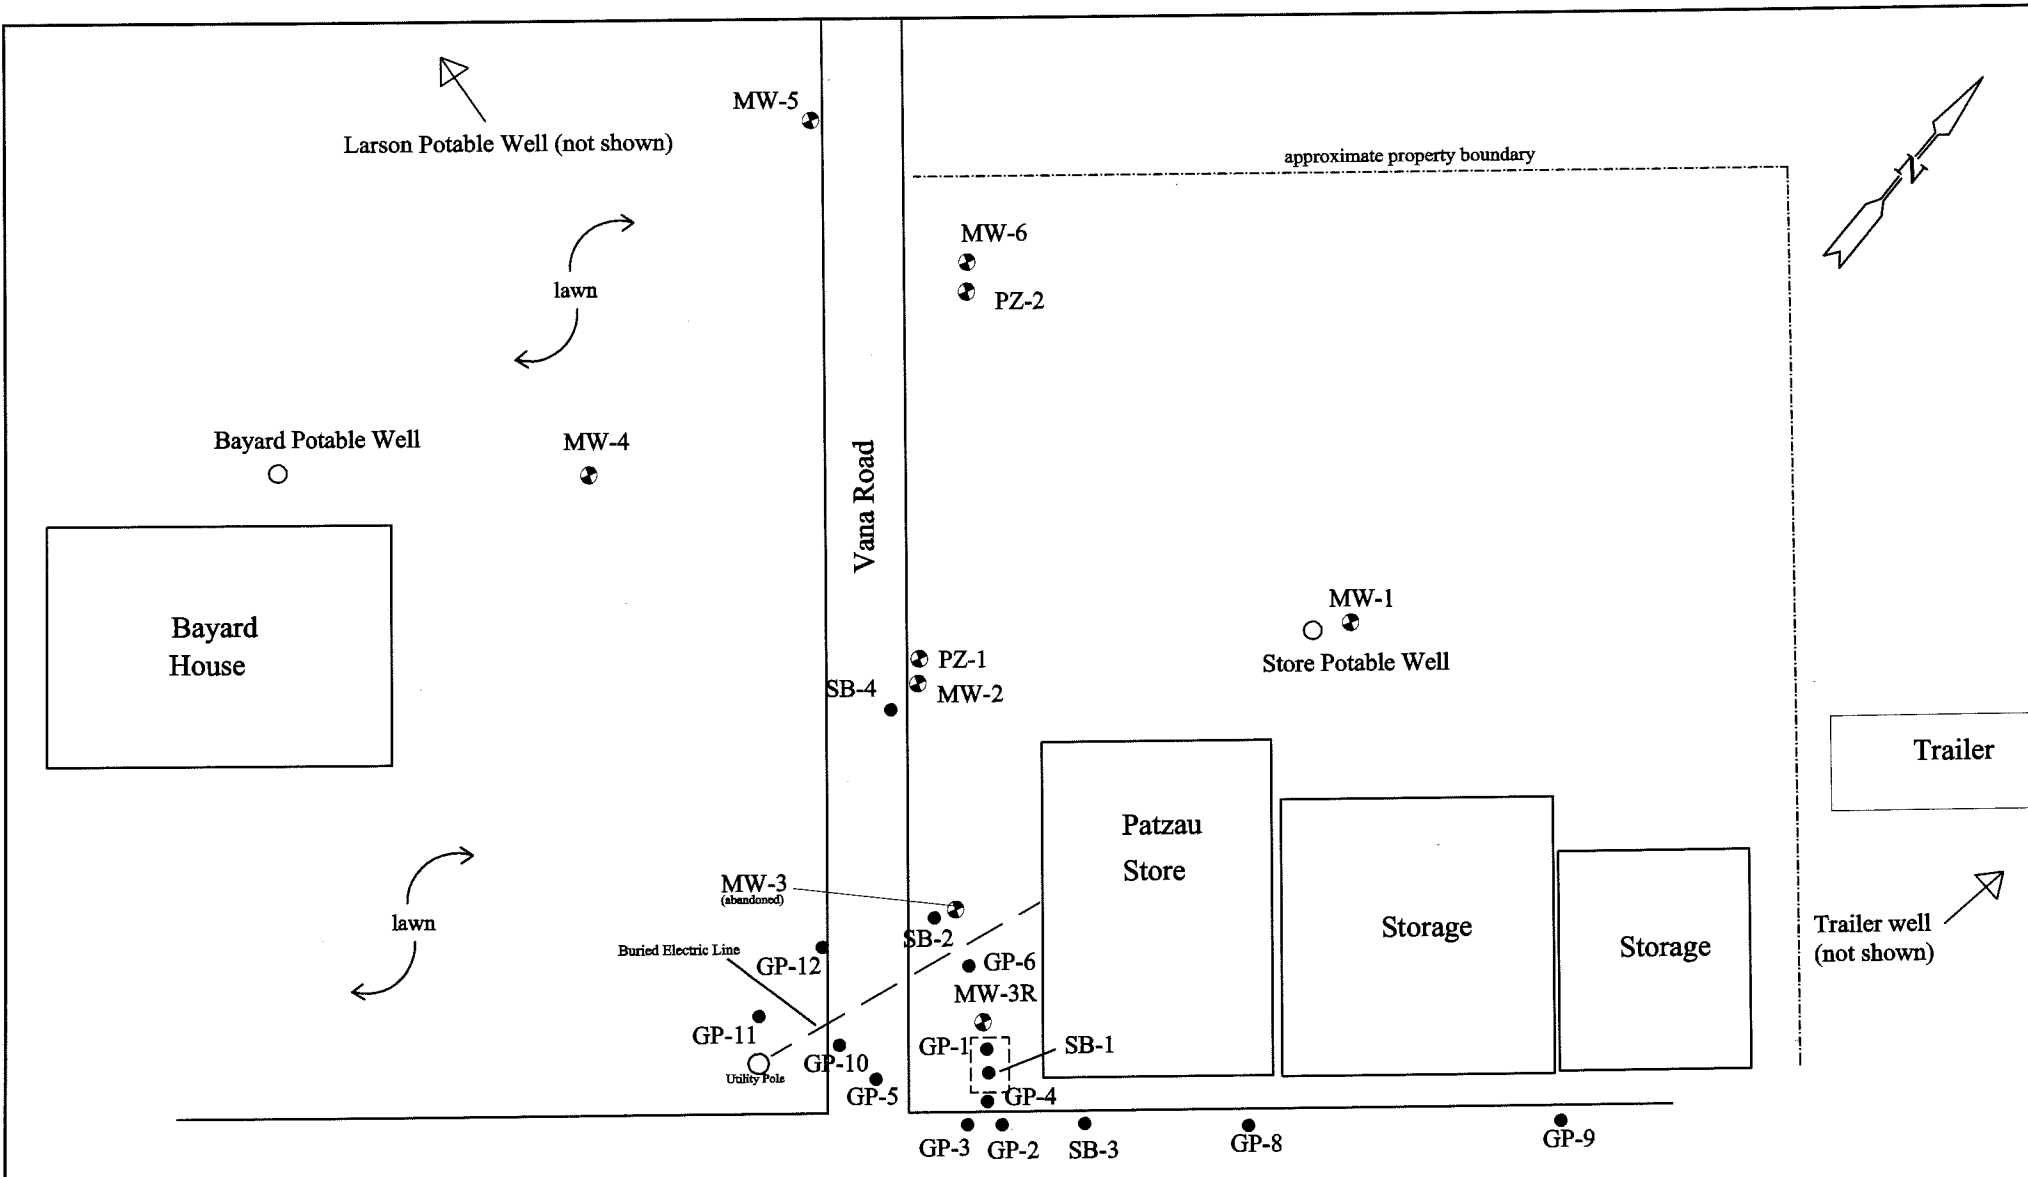 MW-5
Larson Potable Well (not shown)
approximate property boundary
N
MW-6
lawn
PZ-2
Bayard Potable Well
MW-4
Vana Road
MW-1
Bayard
House
PZ-1
Store Potable Well
SB-4
MW-2
Trailer
Patzau
Store
MW-3
(abandoned)
lawn
Storage
Storage
Trailer well
(not shown)
SB-2
Buried Electric Line
GP-12
GP-6
MW-3R
GP-11
GP-1
SB-1
GP-10
Utility Pole
GP-5
GP-4
GP-3
GP-2
SB-3
GP-8
GP-9